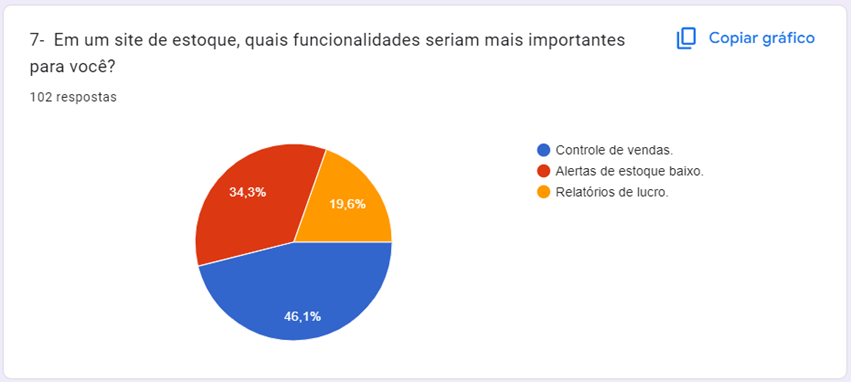 7-  Em um site de estoque, quais funcionalidades seriam mais importantes
para você?
Copiar gráfico
102 respostas
34,3%
19,6%
46,1%
Controle de vendas.
Alertas de estoque baixo.
Relatórios de lucro.